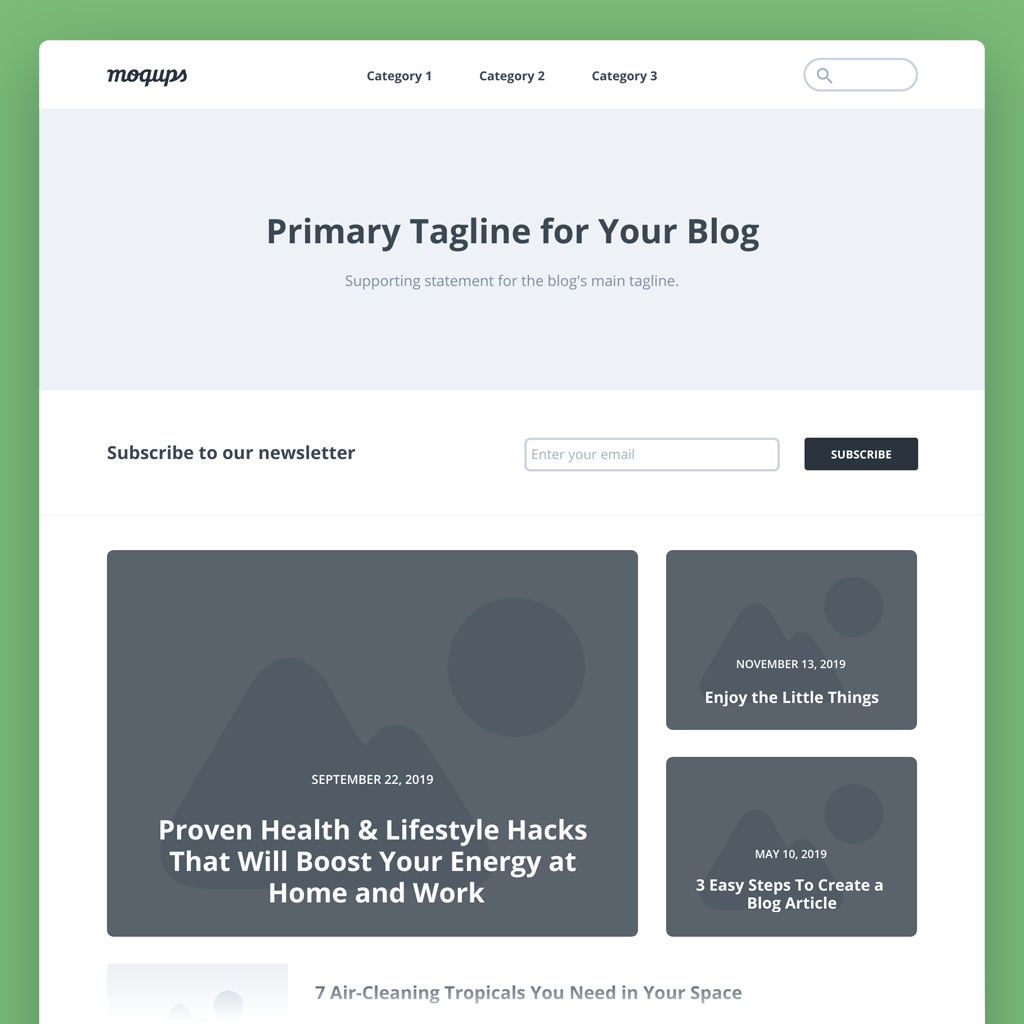 moqups
Category 1
Category 2
Category 3
Primary Tagline for Your Blog
Supporting statement for the blog's main tagline.
Subscribe to our newsletter
Enter your email
SUBSCRIBE
SEPTEMBER 22, 2019
Proven Health & Lifestyle Hacks
That Will Boost Your Energy at
Home and Work
NOVEMBER 13, 2019
Enjoy the Little Things
MAY 10, 2019
3 Easy Steps To Create a
Blog Article
7 Air-Cleaning Tropicals You Need in Your Space